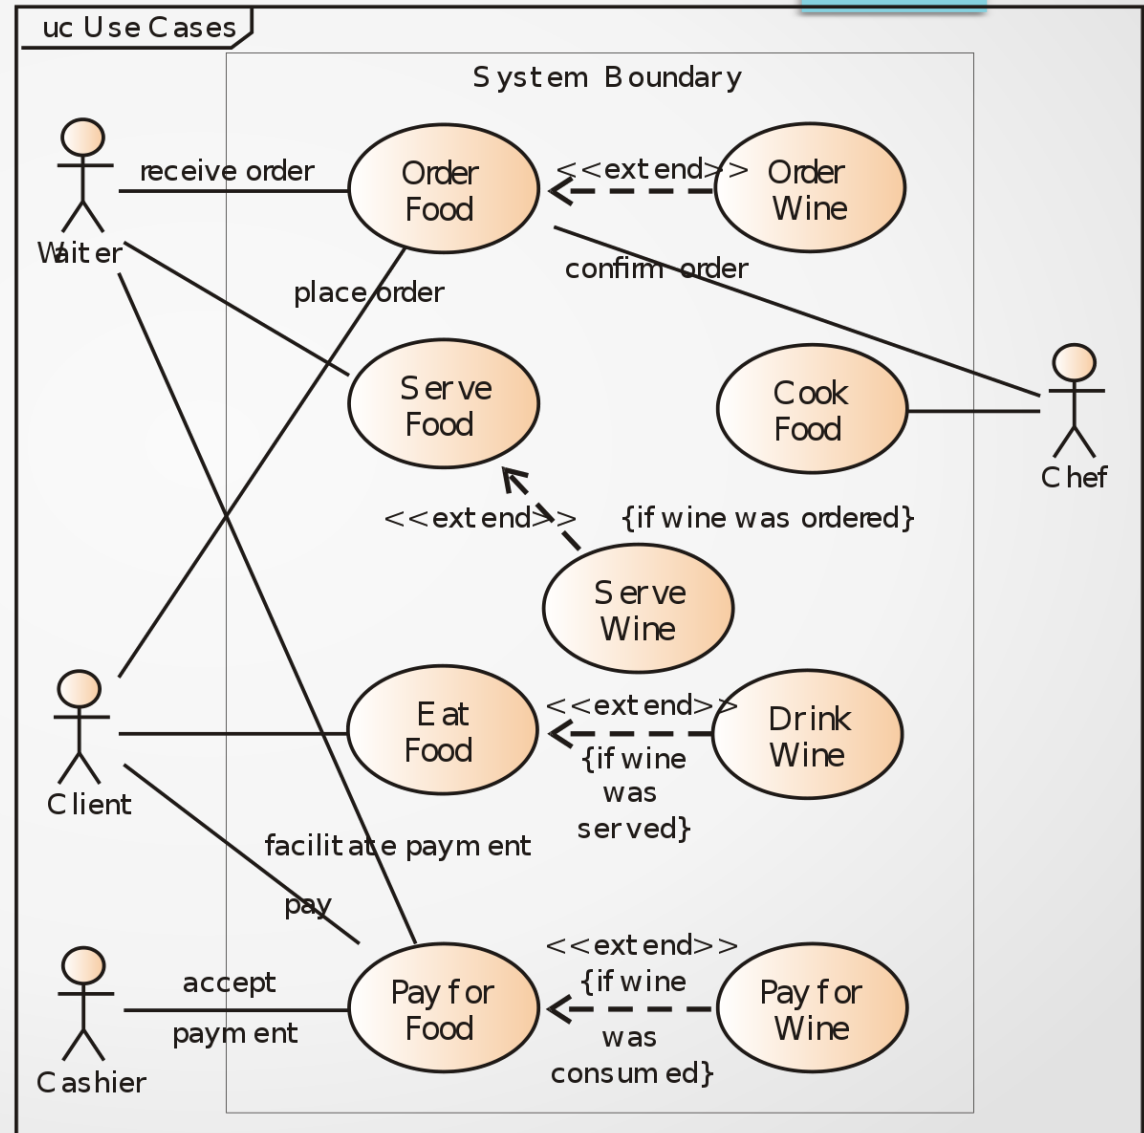 uc Use Cases
System Boundary
receive order
Order
Food
<<extend>>
Order
Wine
Waiter
confirm order
place order
Serve
Food
Cook
Food
Chef
<<extend>>
{if wine was ordered}
Serve
Wine
Eat
Food
<<extend>>
{if wine
was
served}
Drink
Wine
Client
facilitate payment
pay
accept
payment
Pay for
Food
<<extend>>
{if wine
was
consumed}
Pay for
Wine
Cashier